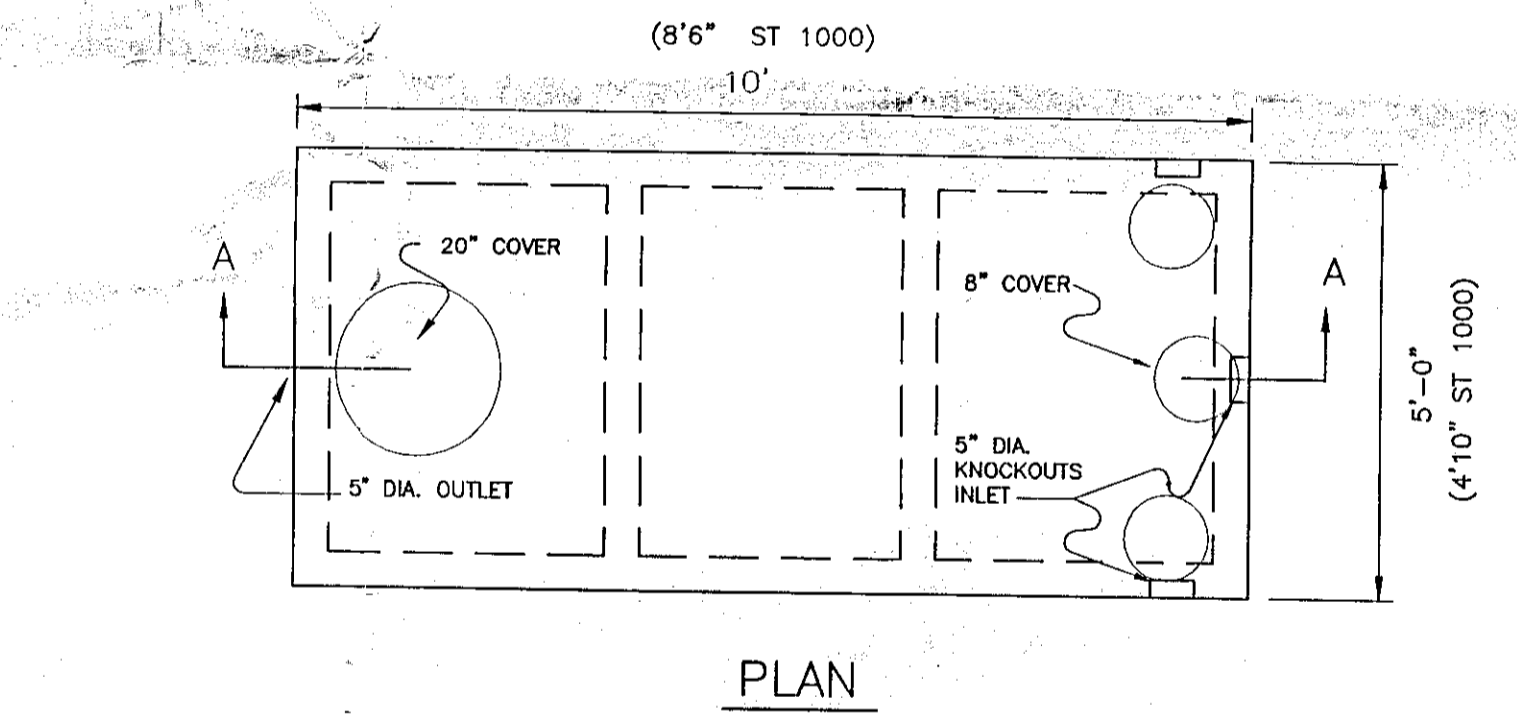 (8'6" ST 1000)
10'
A
20" COVER
8" COVER
A
5'-0"
(4'10" ST 1000)
5" DIA.
KNOCKOUTS
INLET
5" DIA. OUTLET
PLAN